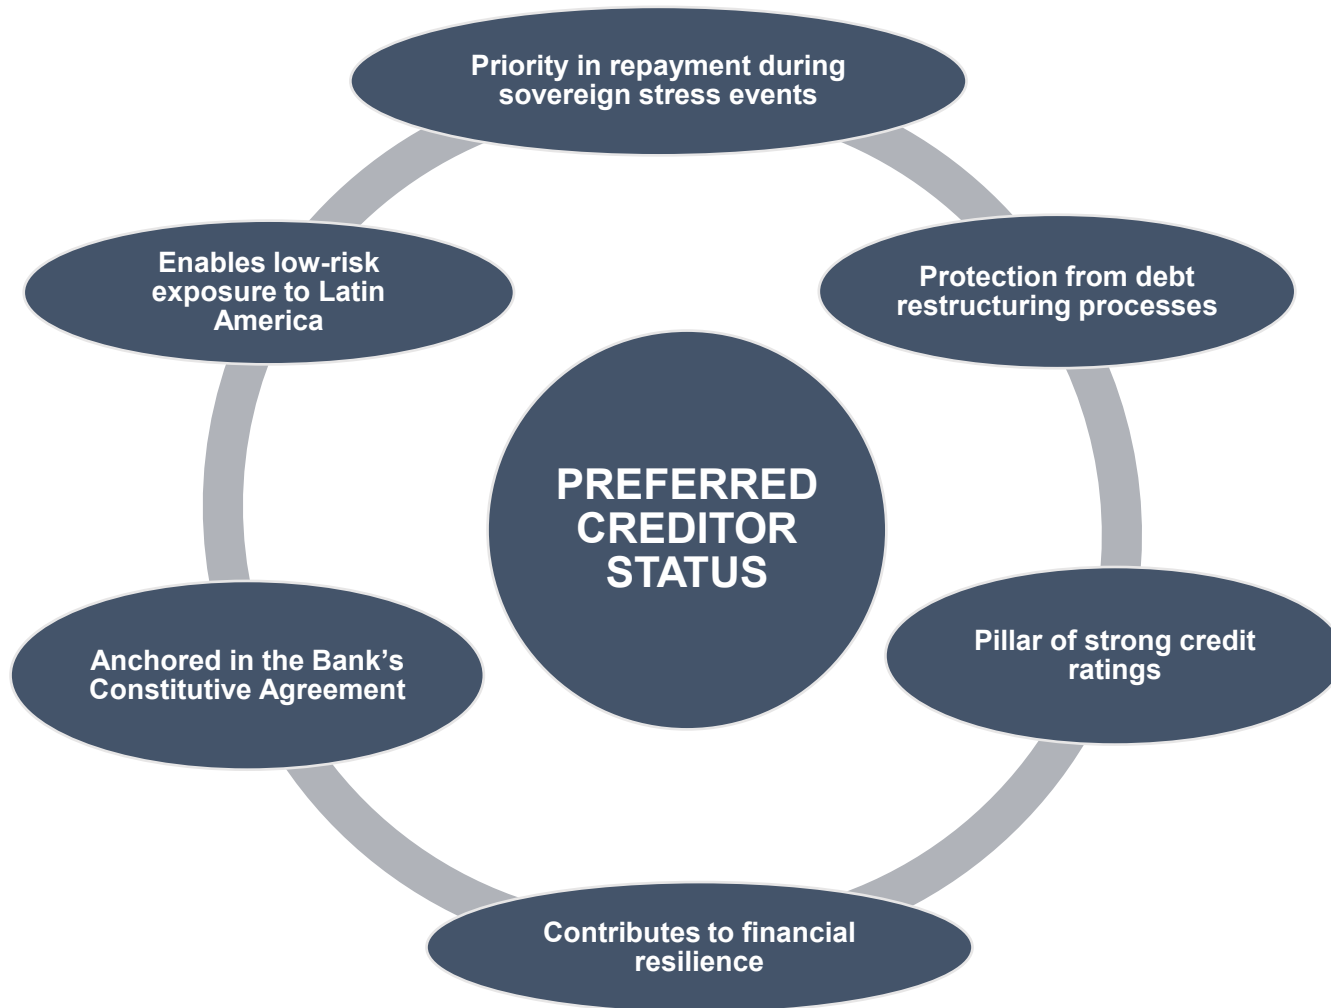 Priority in repayment during
sovereign stress events
Enables low-risk
exposure to Latin
America
Protection from debt
restructuring processes
PREFERRED
CREDITOR
STATUS
Anchored in the Bank’s
Constitutive Agreement
Pillar of strong credit
ratings
Contributes to financial
resilience